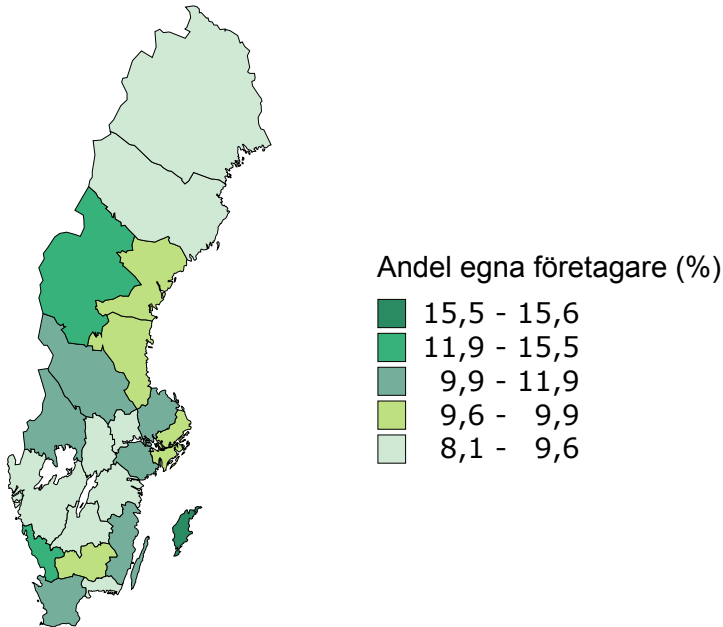 Andel egna företagare (%)
15,5 - 15,6
11,9 - 15,5
9,9 - 11,9
9,6 - 9,9
8,1 - 9,6